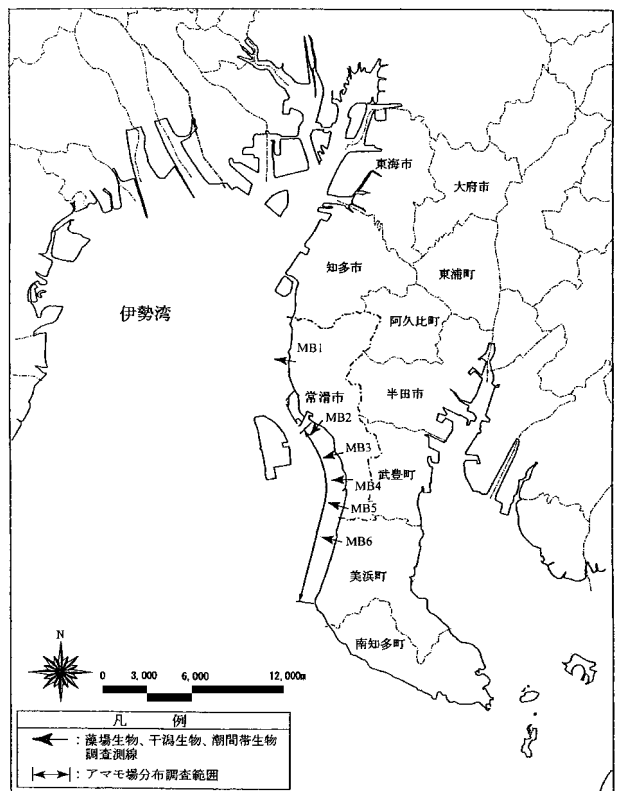 東海市
大府市
知多市
東浦町
伊勢湾
阿久比町
MB1
半田市
常滑市
MB2
MB3
武豊町
MB4
MB5
MB6
美浜町
南知多町
N
0 3,000 6,000 12,000m
凡 例
:藻場生物、干潟生物、潮間帯生物
調査測線
:アマモ場分布調査範囲